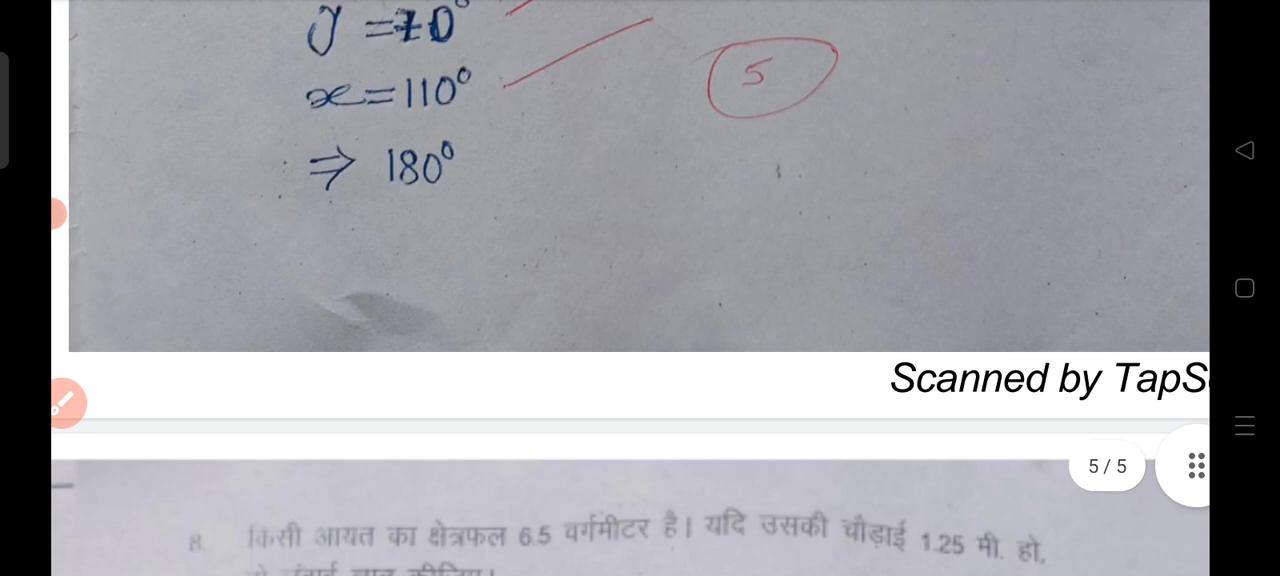 y = 70°
x = 110°
5
⇒ 180°
Scanned by TapS
5 / 5
8. किसी आयत का क्षेत्रफल 6.5 वर्गमीटर है। यदि उसकी चौड़ाई 1.25 मी. हो,